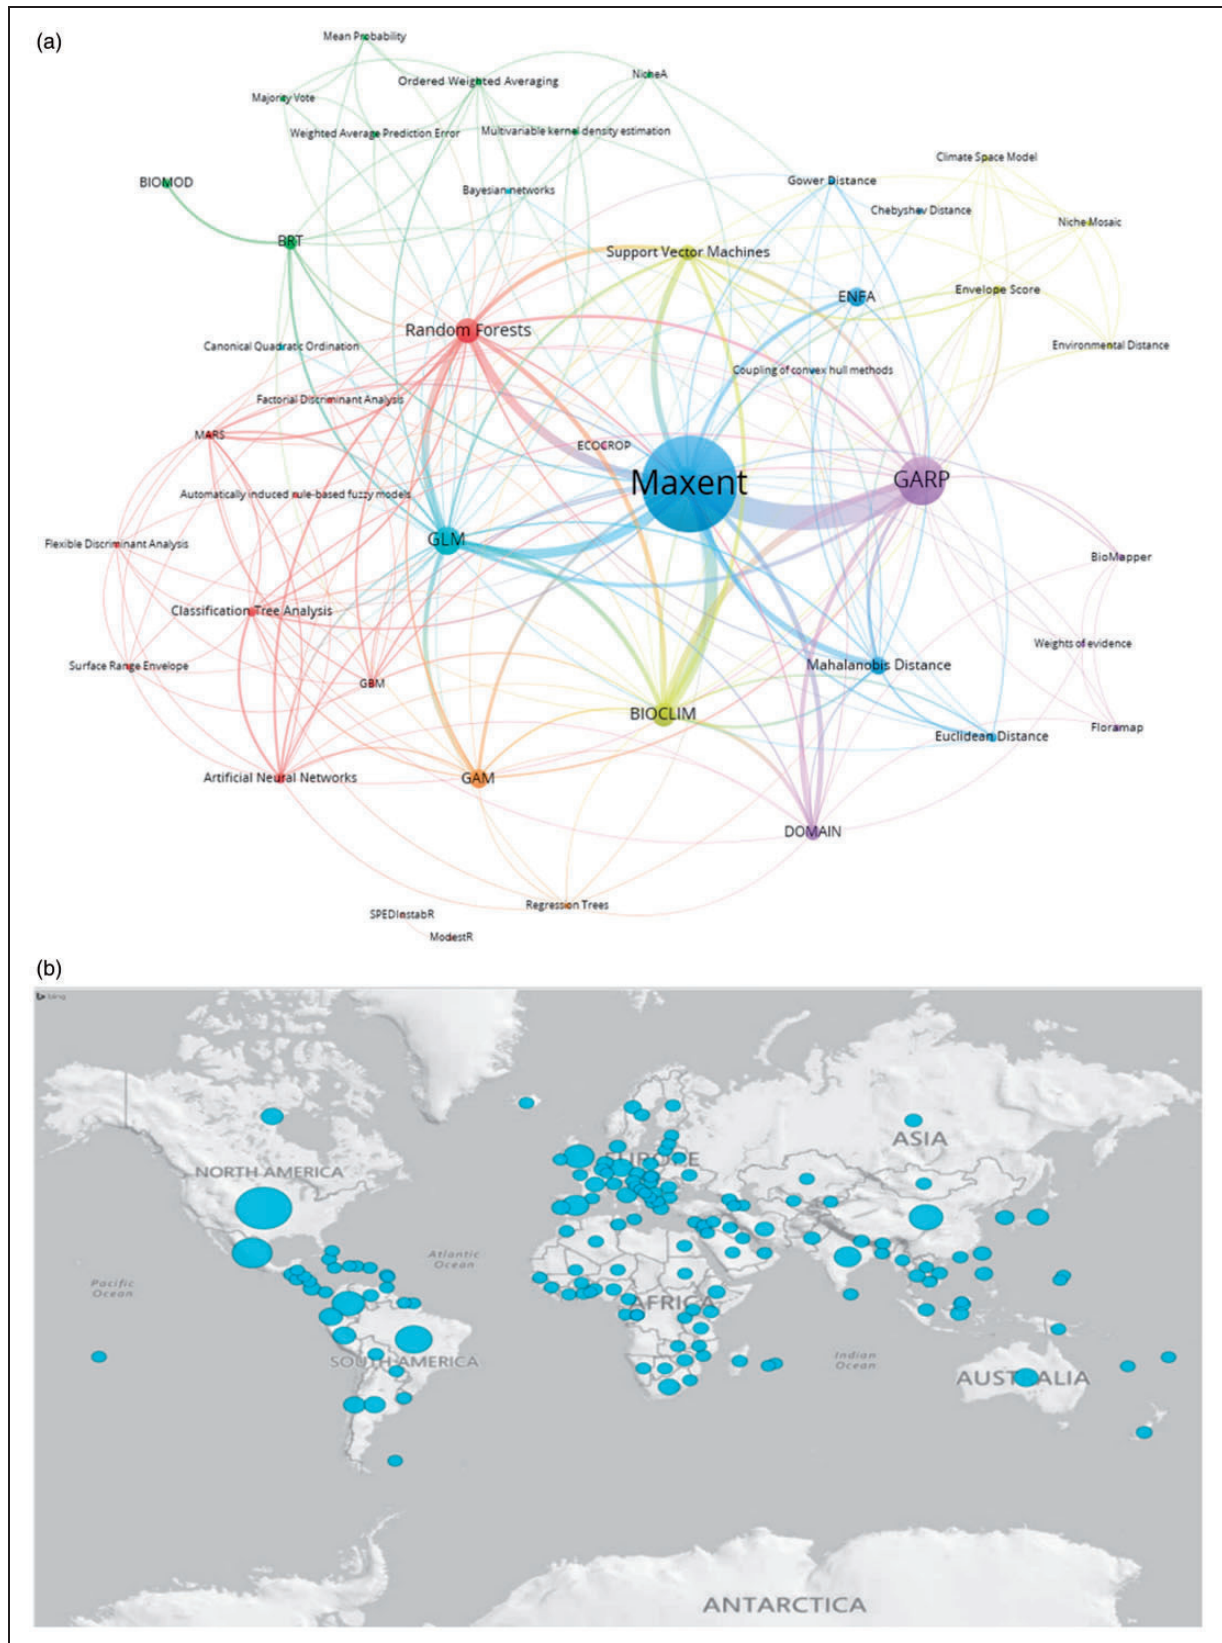 (a)
Mean Probability
Ordered Weighted Averaging
NicheA
Majority Vote
Weighted Average Prediction Error
Multivariable kernel density estimation
Climate Space Model
BIOMOD
Bayesian networks
Gower Distance
Chebyshev Distance
Niche Mosaic
BRT
Support Vector Machines
ENFA
Envelope Score
Random Forests
Canonical Quadratic Ordination
Environmental Distance
Coupling of convex hull methods
Factorial Discriminant Analysis
MARS
ECOCROP
Maxent
GARP
Automatically induced rule-based fuzzy models
Flexible Discriminant Analysis
GLM
BioMapper
Classification Tree Analysis
Weights of evidence
Surface Range Envelope
Mahalanobis Distance
GBM
BIOCLIM
Floramap
Euclidean Distance
Artificial Neural Networks
GAM
DOMAIN
Regression Trees
SPEDInstabR
ModestR
(b)
bing
ASIA
EUROPE
NORTH AMERICA
Atlantic
Ocean
Pacific
Ocean
AFRICA
Indian
Ocean
SOUTH AMERICA
AUSTRALIA
ANTARCTICA